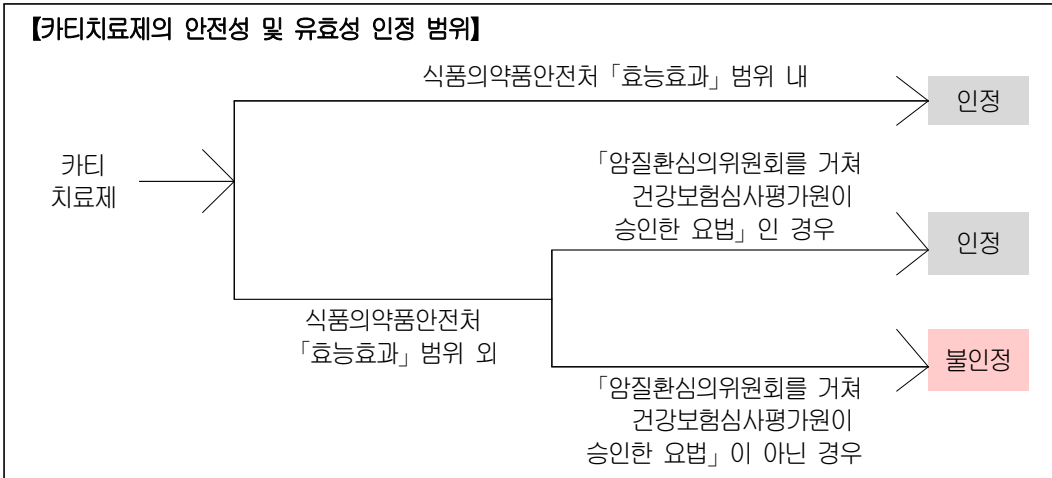 【카티치료제의 안전성 및 유효성 인정 범위】
식품의약품안전처「효능효과」범위 내
인정
카티
치료제
「암질환심의위원회를 거쳐
건강보험심사평가원이
승인한 요법」인 경우
인정
식품의약품안전처
「효능효과」범위 외
불인정
「암질환심의위원회를 거쳐
건강보험심사평가원이
승인한 요법」이 아닌 경우